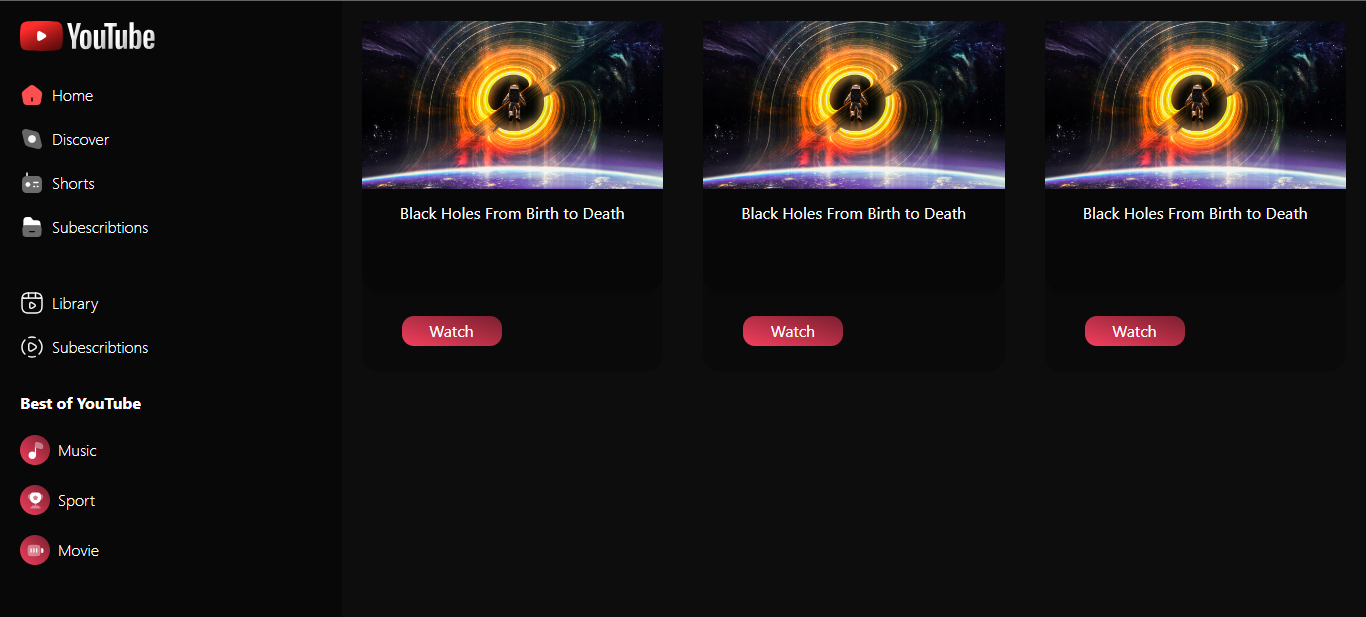 YouTube
Home
Discover
Shorts
Subescribtions
Library
Subescribtions
Best of YouTube
Music
Sport
Movie
Black Holes From Birth to Death
Watch
Black Holes From Birth to Death
Watch
Black Holes From Birth to Death
Watch